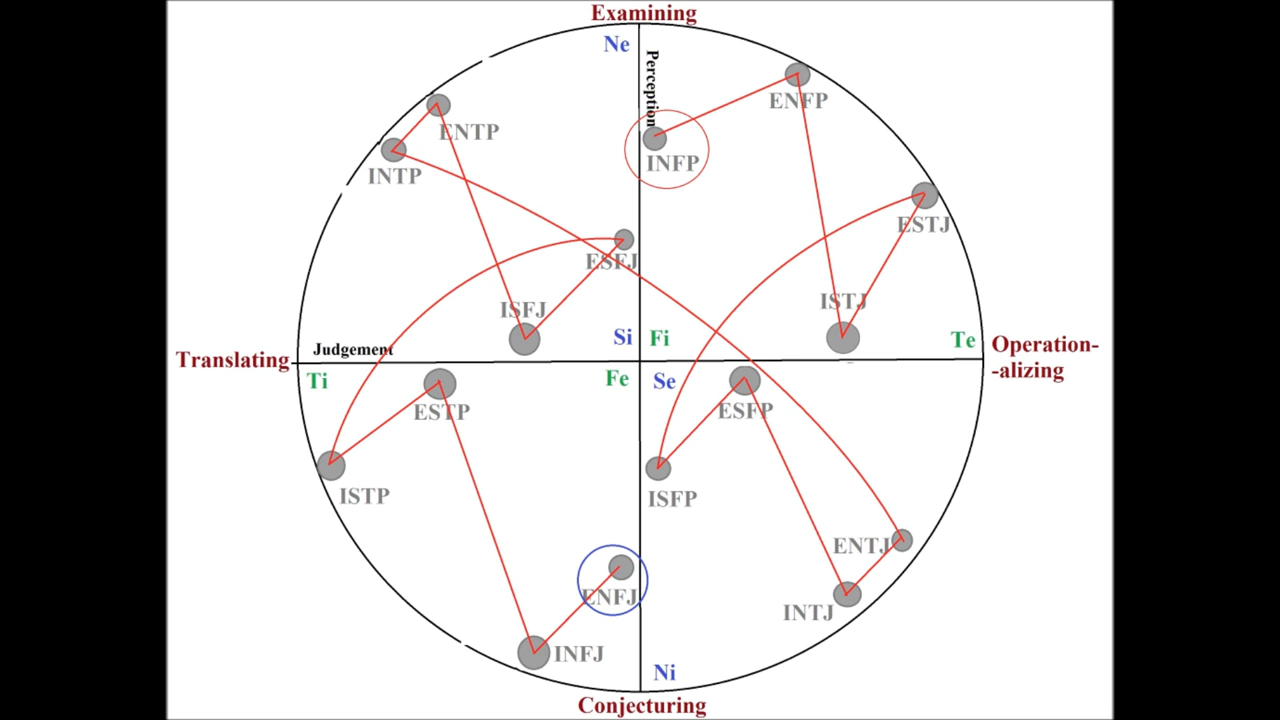 Examining
Ne
Perception
ENFP
ENTP
INFP
INTP
ESTJ
ESFJ
ISFJ
ISTJ
Si
Fi
Te
Judgement
Translating
Operation-
-alizing
Ti
Fe
Se
ESTP
ESFP
ISTP
ISFP
ENTJ
ENFJ
INTJ
INFJ
Ni
Conjecturing